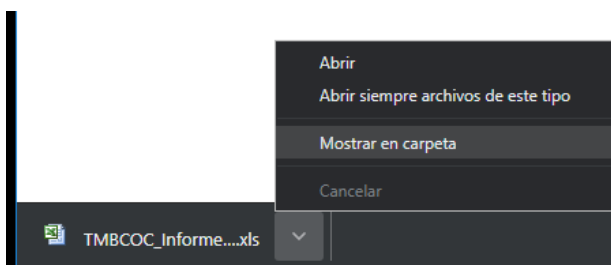 Abrir
Abrir siempre archivos de este tipo
Mostrar en carpeta
Cancelar
TMBCOC_Informe....xls